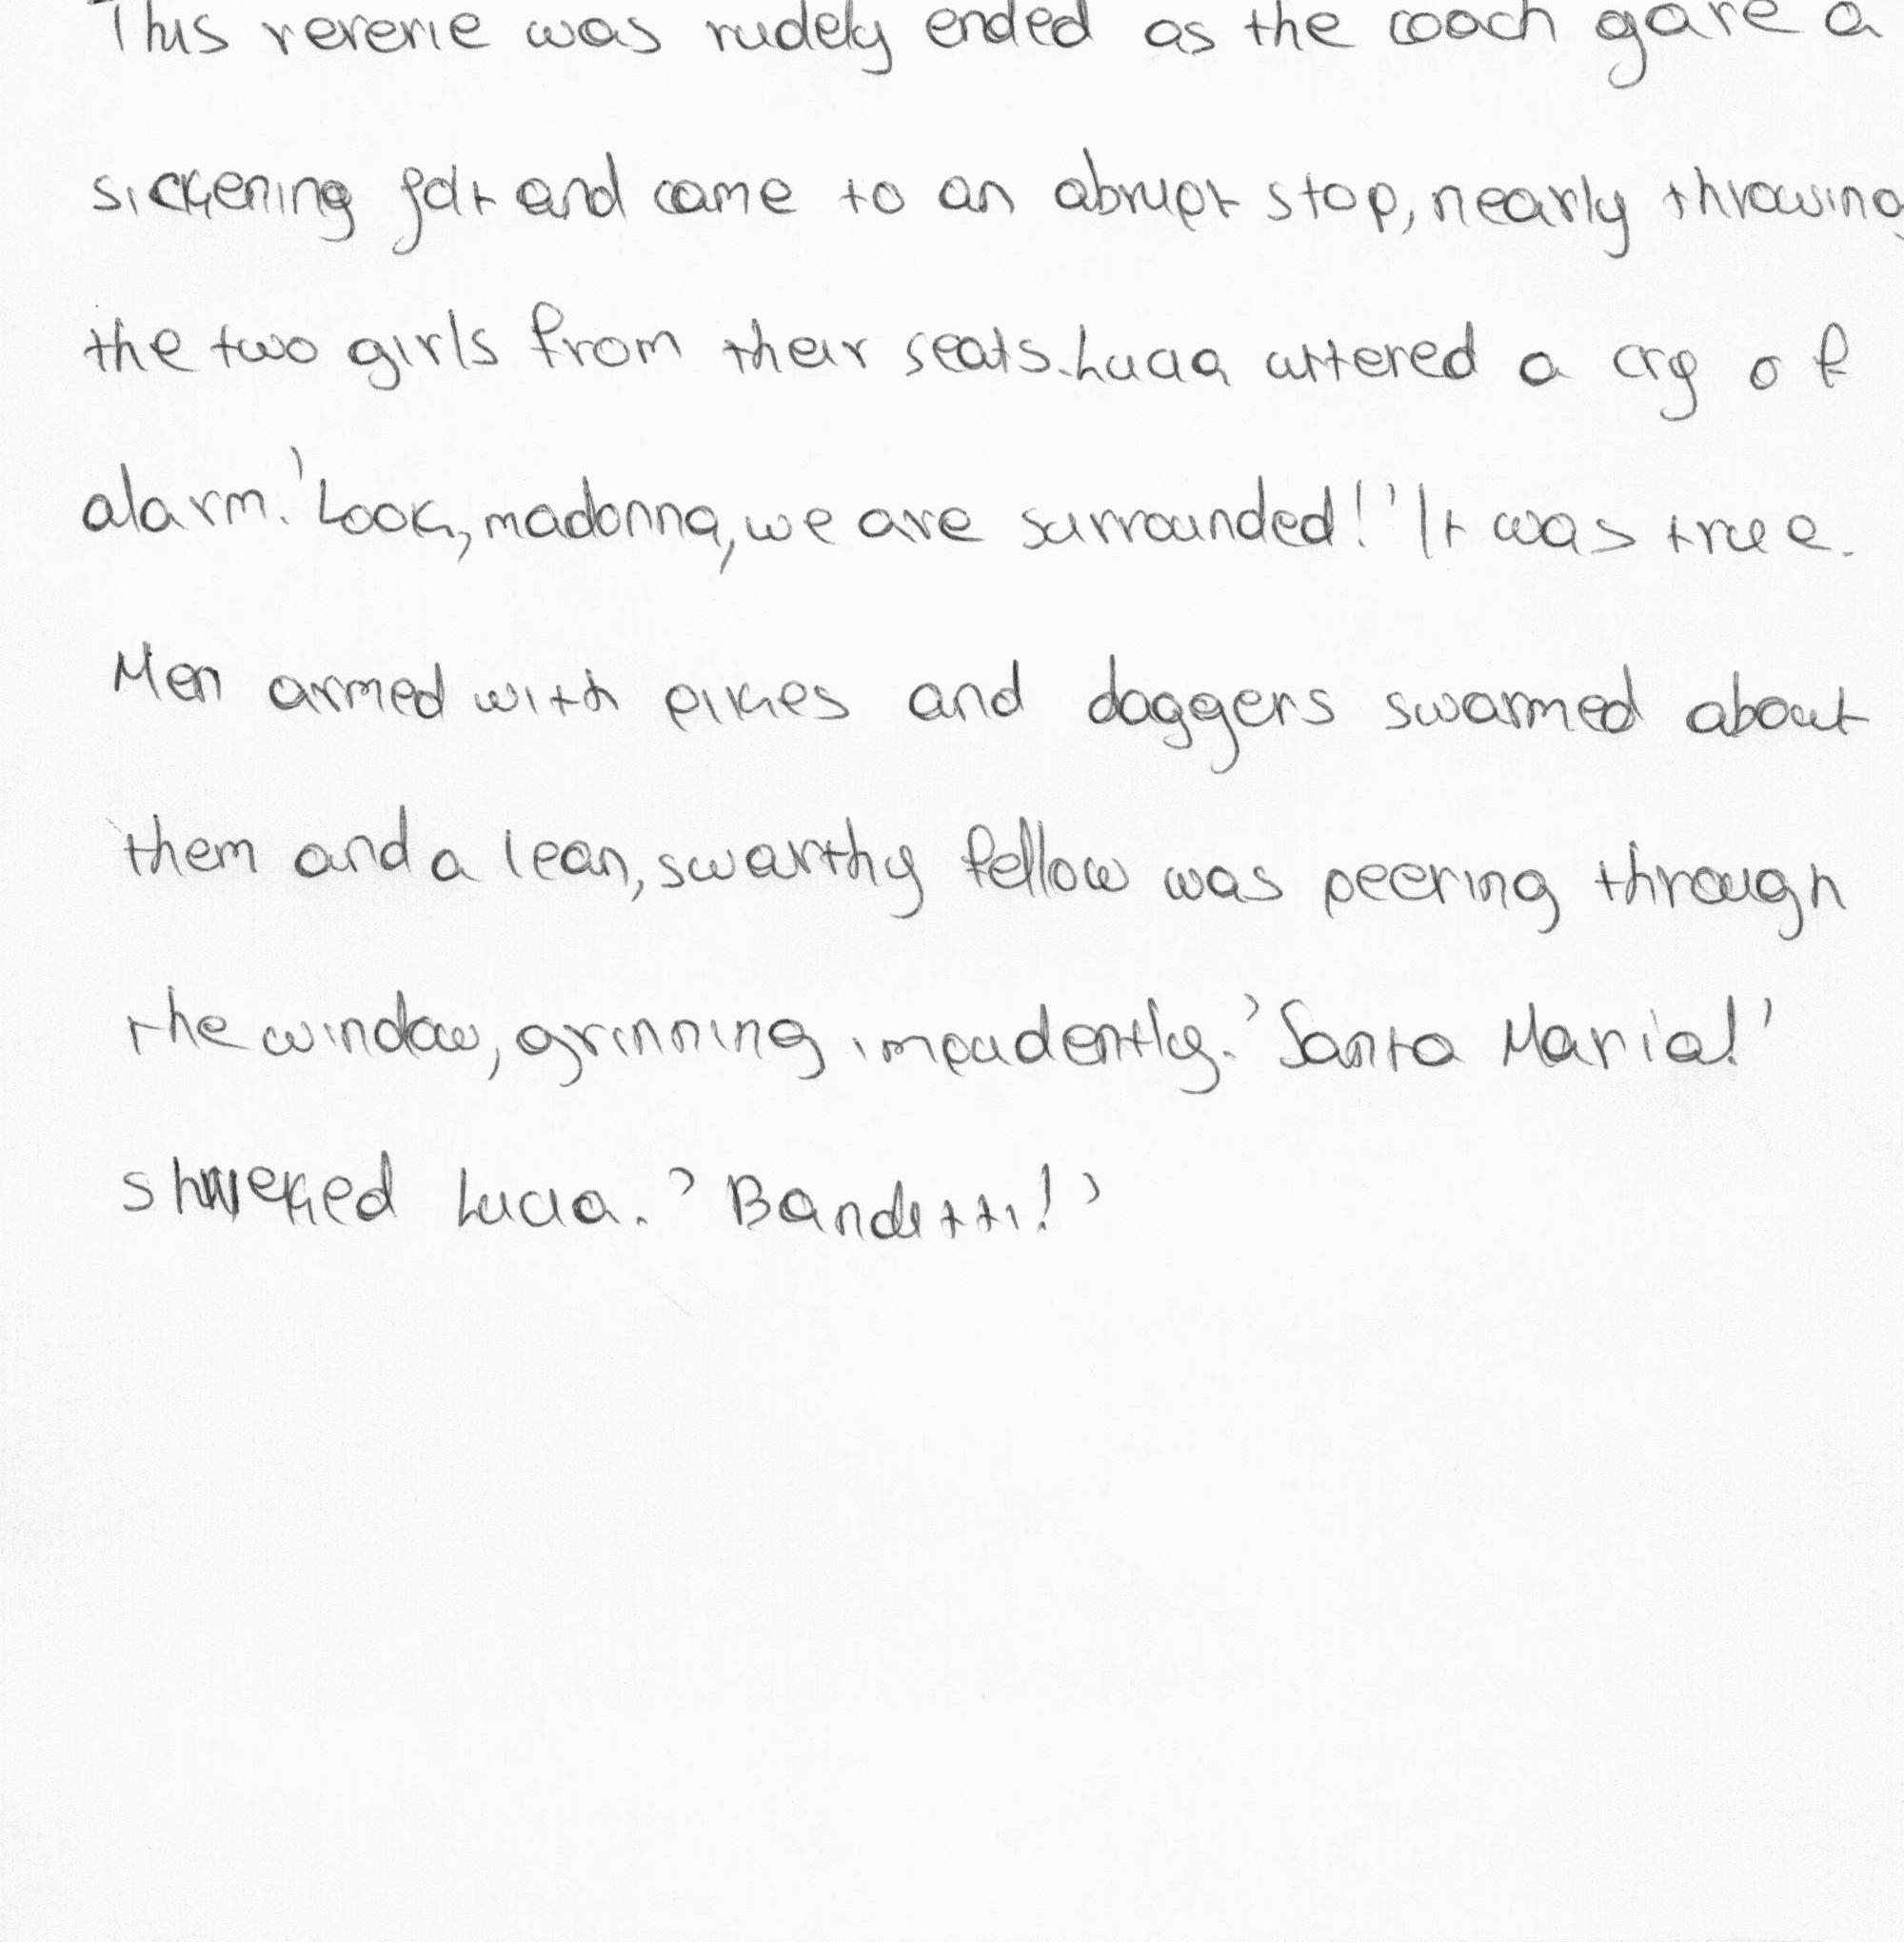 This reverie was rudely ended as the coach gave a
sickening jolt and came to an abrupt stop, nearly throwing
the two girls from their seats. Lucia uttered a cry of
alarm. 'Look, madonna, we are surrounded!' It was true.
Men armed with pikes and daggers swarmed about
them and a lean, swarthy fellow was peering through
the window, grinning impudently. 'Santa Maria!'
shrieked Lucia. 'Banditti!'